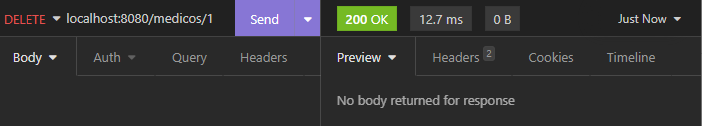 DELETE localhost:8080/medicos/1 Send 200 OK 12.7 ms 0 B Just Now
Body Auth Query Headers Preview Headers 2 Cookies Timeline
No body returned for response